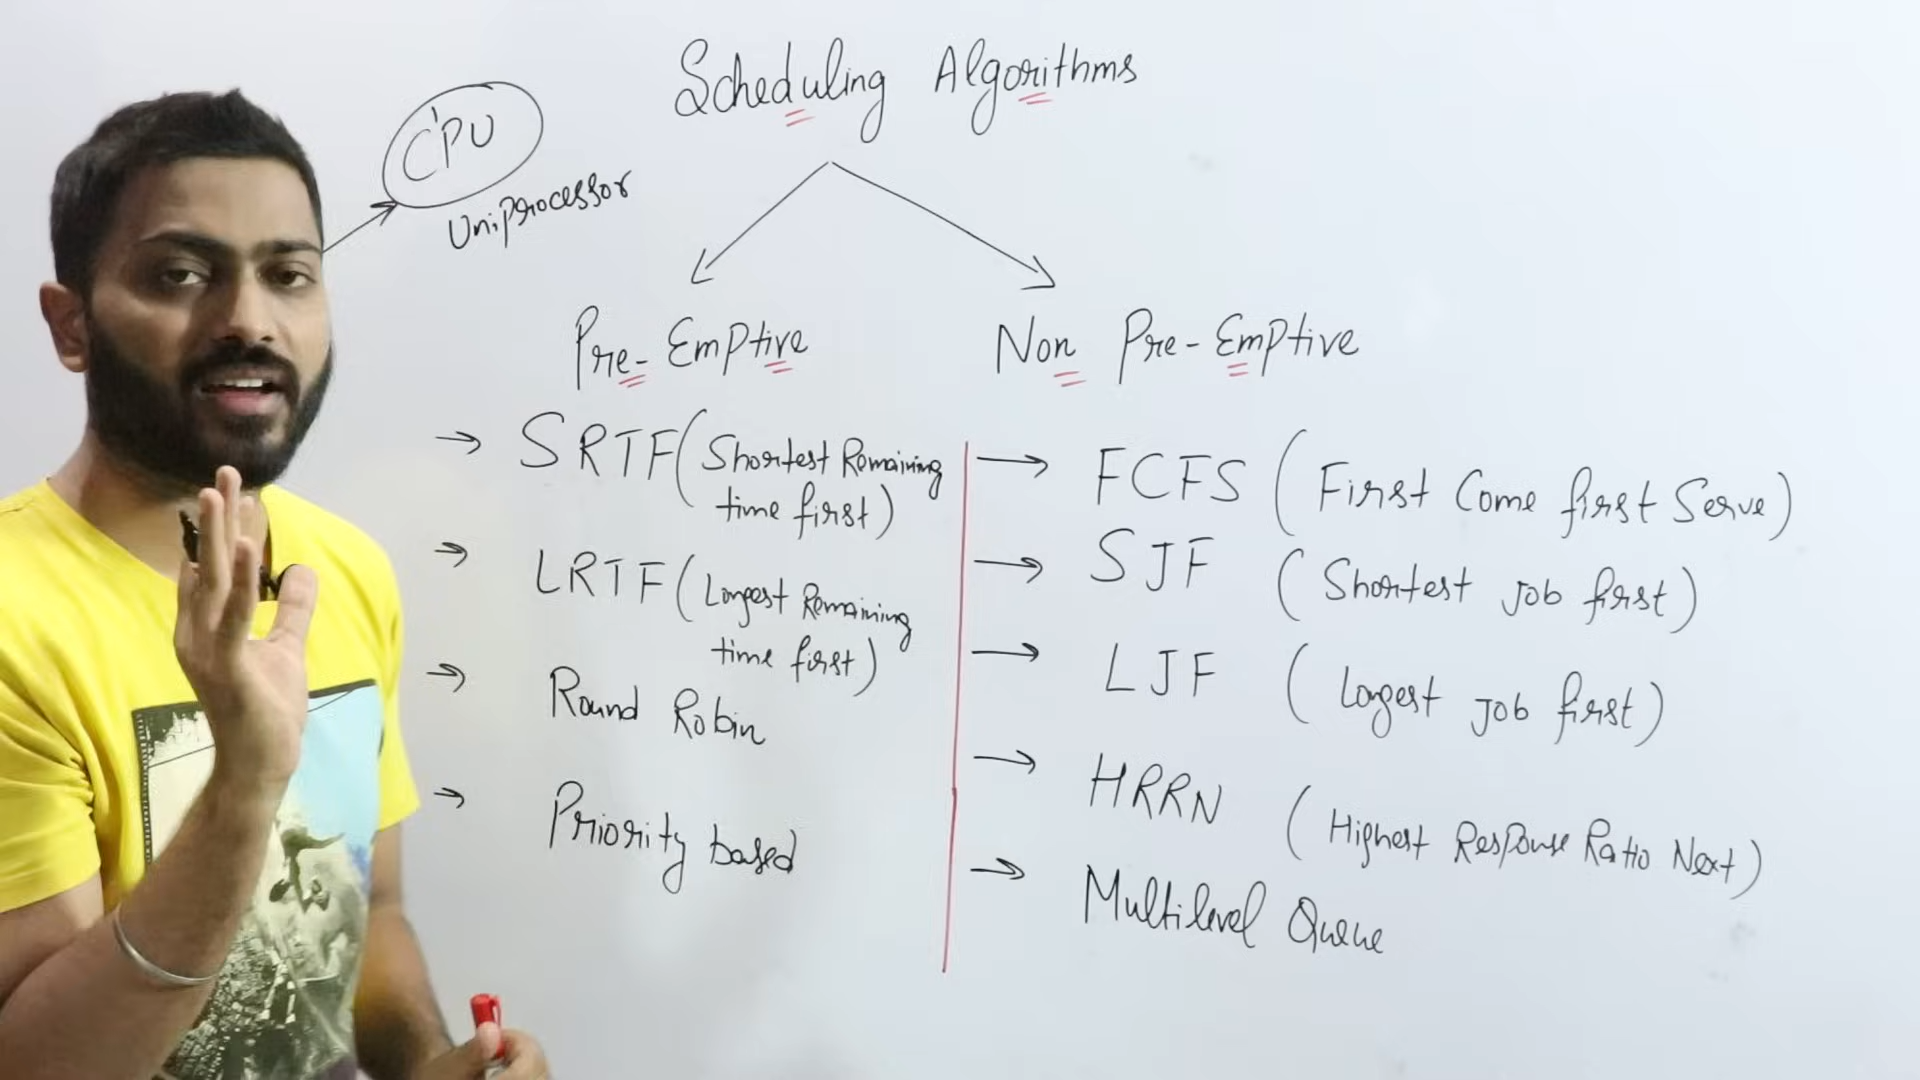 Scheduling Algorithms
CPU
Uniprocessor
Pre-Emptive
Non Pre-Emptive
→ SRTF (Shortest Remaining
time first)
→ LRTF (Longest Remaining
time first)
→ Round Robin
→ Priority based
→ FCFS (First Come first Serve)
→ SJF (Shortest Job first)
→ LJF (Longest Job first)
→ HRRN (Highest Response Ratio Next)
→ Multilevel Queue